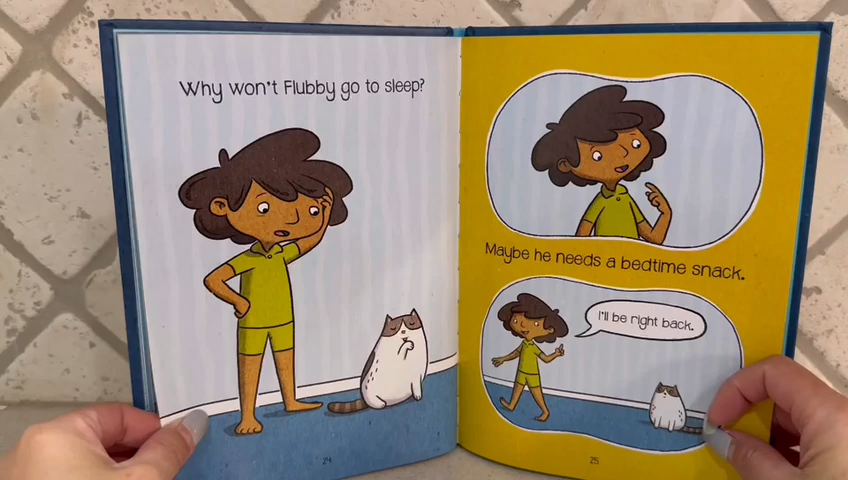 Why won't Flubby go to sleep?
24
Maybe he needs a bedtime snack.
I'll be right back.
25